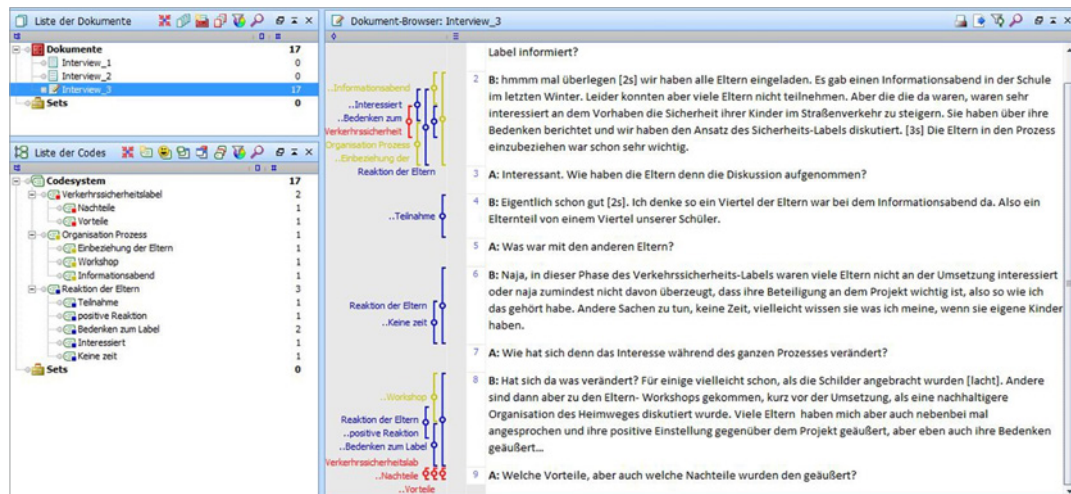 Liste der Dokumente
Dokumente 17
Interview_1 0
Interview_2 0
Interview_3 17
Sets 0
Liste der Codes
Codesystem 17
Verkerhrssicherheitslabel 2
Nachteile 1
Vorteile 1
Organisation Prozess 1
Einbeziehung der Eltern 1
Workshop 1
Informationsabend 1
Reaktion der Eltern 3
Teilnahme 1
positive Reaktion 1
Bedenken zum Label 2
Interessiert 1
Keine zeit 1
Sets 0
Dokument-Browser: Interview_3
..Informationsabend
..Interessiert
..Bedenken zum
Verkerhrssicherheit
Organisation Prozess
..Einbeziehung der
Reaktion der Eltern
..Teilnahme
Reaktion der Eltern
..Keine zeit
..Workshop
Reaktion der Eltern
..positive Reaktion
..Bedenken zum Label
Verkerhrssicherheitslab
..Nachteile
..Vorteile
Label informiert?
2 B: hmmm mal überlegen [2s] wir haben alle Eltern eingeladen. Es gab einen Informationsabend in der Schule
im letzten Winter. Leider konnten aber viele Eltern nicht teilnehmen. Aber die die da waren, waren sehr
interessiert an dem Vorhaben die Sicherheit ihrer Kinder im Straßenverkehr zu steigern. Sie haben über ihre
Bedenken berichtet und wir haben den Ansatz des Sicherheits-Labels diskutiert. [3s] Die Eltern in den Prozess
einzubeziehen war schon sehr wichtig.
3 A: Interessant. Wie haben die Eltern denn die Diskussion aufgenommen?
4 B: Eigentlich schon gut [2s]. Ich denke so ein Viertel der Eltern war bei dem Informationsabend da. Also ein
Elternteil von einem Viertel unserer Schüler.
5 A: Was war mit den anderen Eltern?
6 B: Naja, in dieser Phase des Verkehrssicherheits-Labels waren viele Eltern nicht an der Umsetzung interessiert
oder naja zumindest nicht davon überzeugt, dass ihre Beteiligung an dem Projekt wichtig ist, also so wie ich
das gehört habe. Andere Sachen zu tun, keine Zeit, vielleicht wissen sie was ich meine, wenn sie eigene Kinder
haben.
7 A: Wie hat sich denn das Interesse während des ganzen Prozesses verändert?
8 B: Hat sich da was verändert? Für einige vielleicht schon, als die Schilder angebracht wurden [lacht]. Andere
sind dann aber zu den Eltern- Workshops gekommen, kurz vor der Umsetzung, als eine nachhaltigere
Organisation des Heimweges diskutiert wurde. Viele Eltern haben mich aber auch nebenbei mal
angesprochen und ihre positive Einstellung gegenüber dem Projekt geäußert, aber eben auch ihre Bedenken
geäußert...
9 A: Welche Vorteile, aber auch welche Nachteile wurden den geäußert?